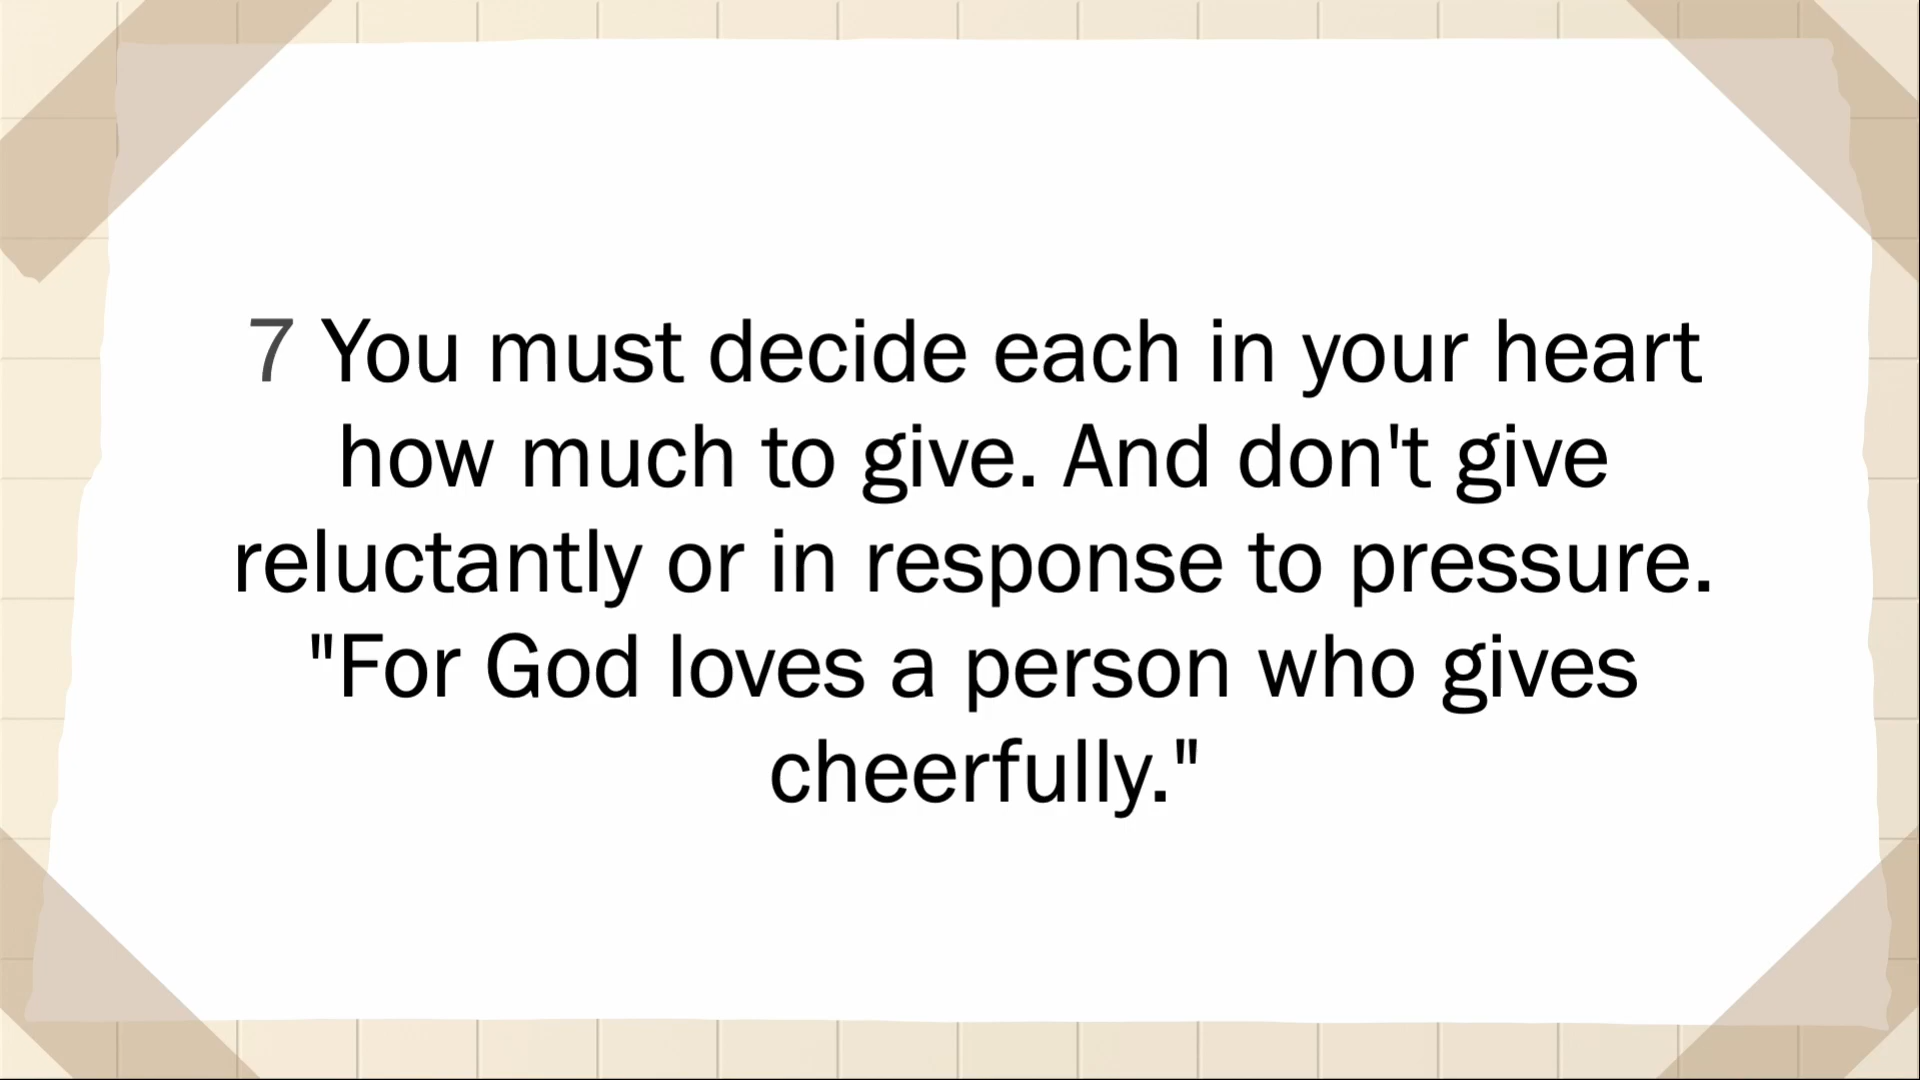 7 You must decide each in your heart
how much to give. And don't give
reluctantly or in response to pressure.
"For God loves a person who gives
cheerfully."